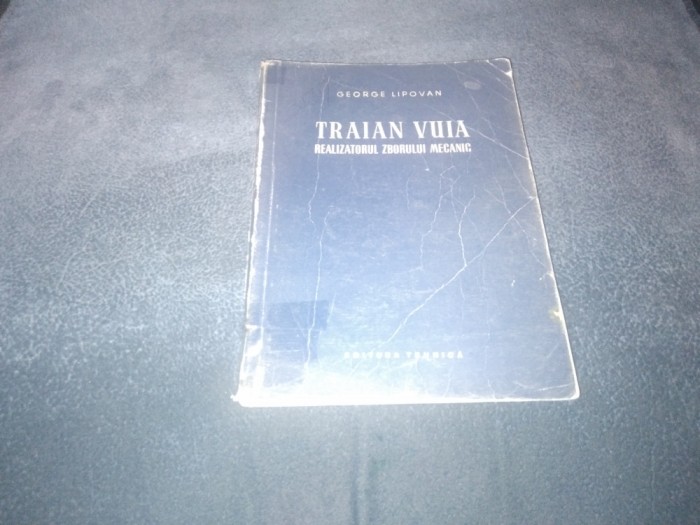 GEORGE LIPOVAN
TRAIAN VUIA
REALIZATORUL ZBORULUI MECANIC
EDITURA TEHNICĂ